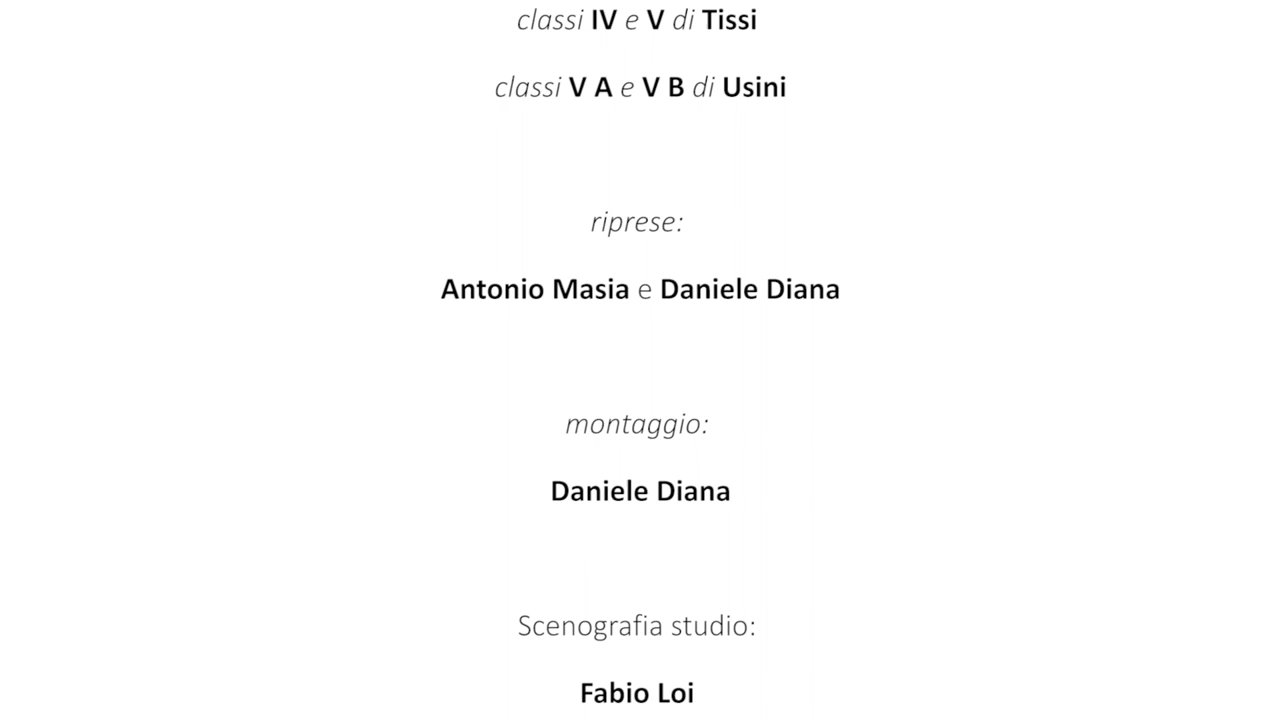 classi IV e V di Tissi
classi V A e V B di Usini
riprese:
Antonio Masia e Daniele Diana
montaggio:
Daniele Diana
Scenografia studio:
Fabio Loi